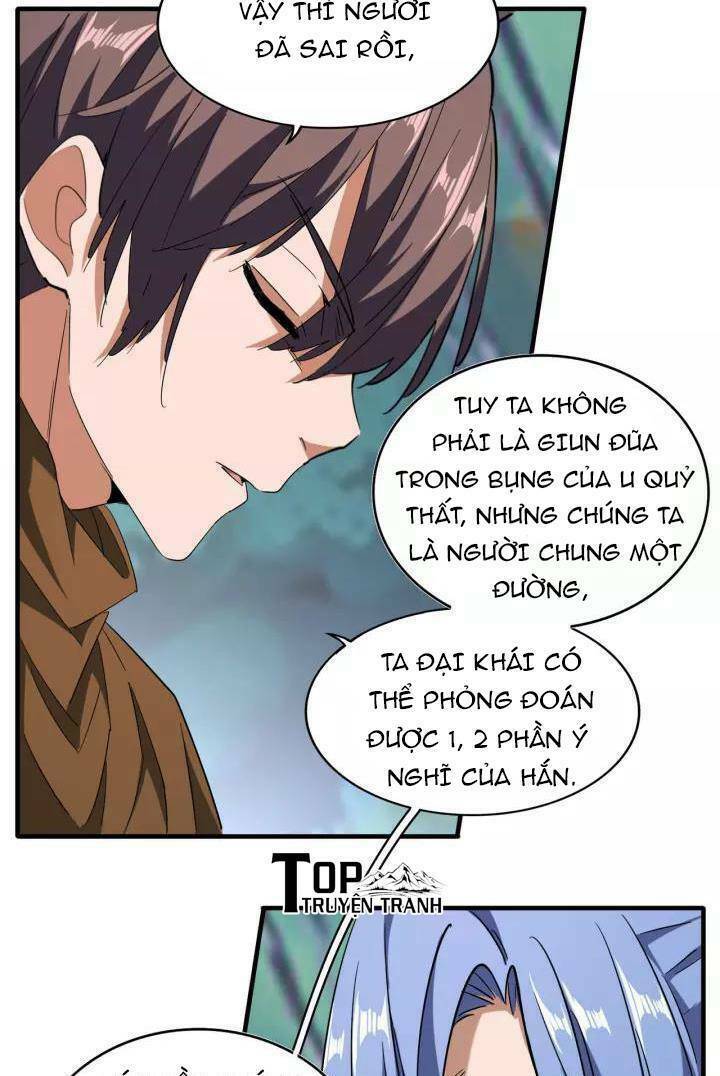 VẬY THÌ NGƯƠI
ĐÃ SAI RỒI,
TUY TA KHÔNG
PHẢI LÀ GIUN ĐŨA
TRONG BỤNG CỦA U QUỶ
THẤT, NHƯNG CHÚNG TA
LÀ NGƯỜI CHUNG MỘT
ĐƯỜNG,
TA ĐẠI KHÁI CÓ
THỂ PHỎNG ĐOÁN
ĐƯỢC 1, 2 PHẦN Ý
NGHĨ CỦA HẮN.
TOP
TRUYỆN TRANH